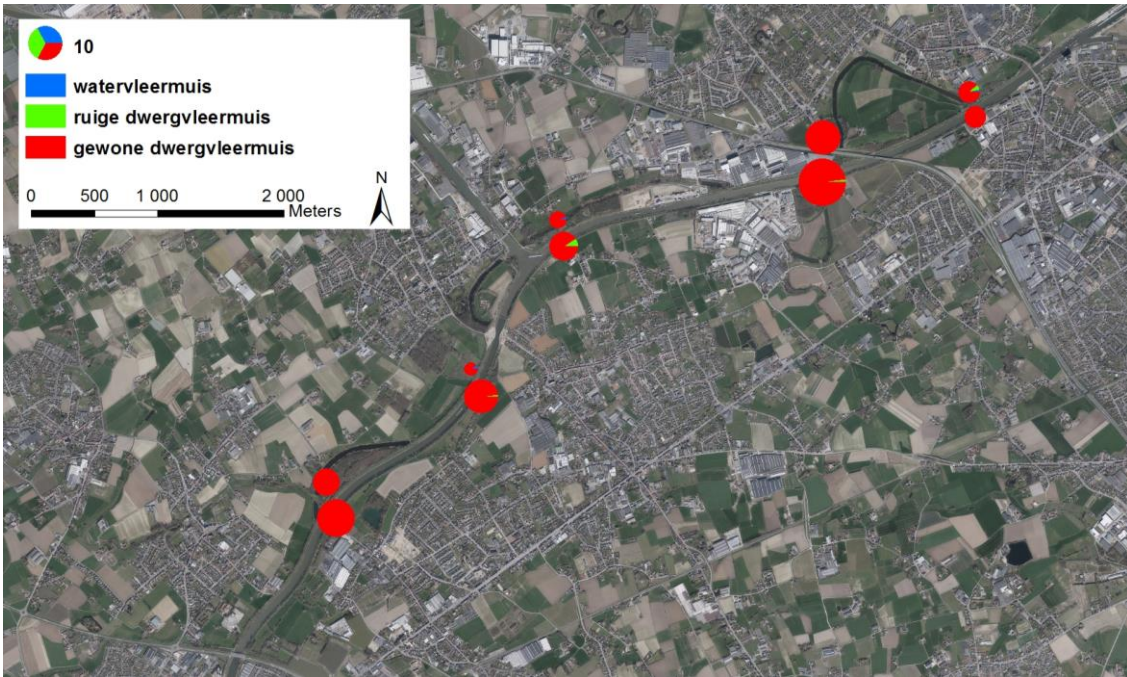 10
watervleermuis
ruige dwergvleermuis
gewone dwergvleermuis
0 500 1 000 2 000
Meters
N